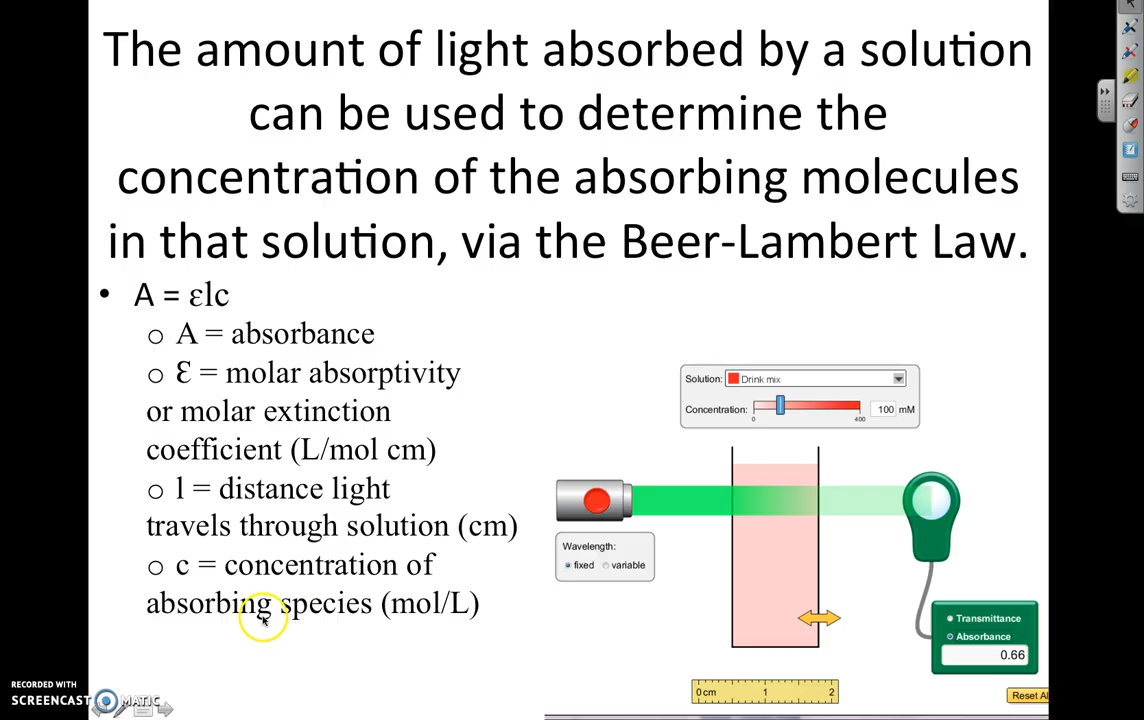 The amount of light absorbed by a solution
can be used to determine the
concentration of the absorbing molecules
in that solution, via the Beer-Lambert Law.
• A = εlc
o A = absorbance
o Ɛ = molar absorptivity
or molar extinction
coefficient (L/mol cm)
o l = distance light
travels through solution (cm)
o c = concentration of
absorbing species (mol/L)
Solution: Drink mix
Concentration: 100 mM
0 400
Wavelength:
fixed variable
Transmittance
Absorbance
0.66
0 cm 1 2
Reset Al
RECORDED WITH
SCREENCAST MATIC